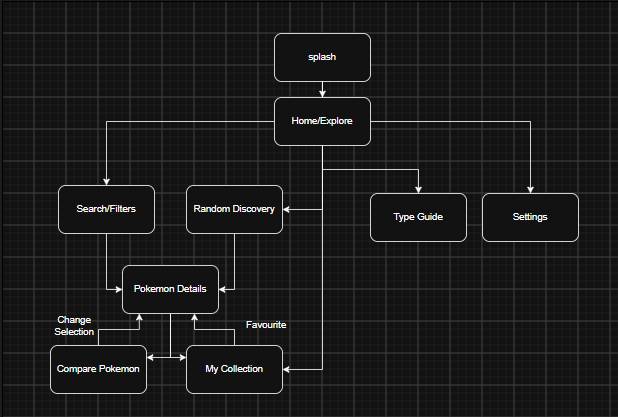 splash
Home/Explore
Search/Filters
Random Discovery
Type Guide
Settings
Pokemon Details
Change
Selection
Favourite
Compare Pokemon
My Collection